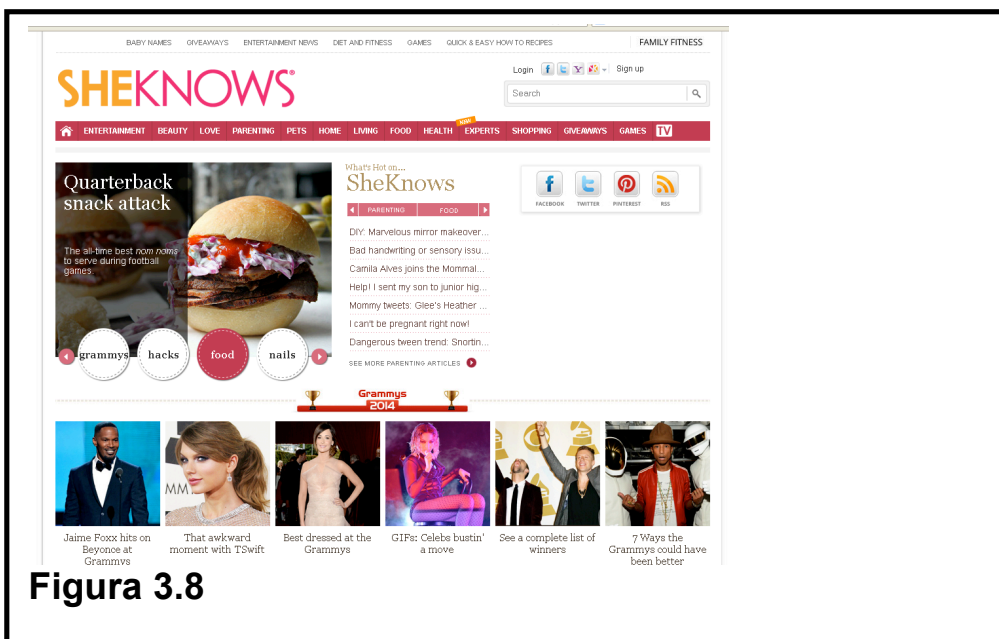 BABY NAMES GIVEAWAYS ENTERTAINMENT NEWS DIET AND FITNESS GAMES QUICK & EASY HOW TO RECIPES FAMILY FITNESS
SHEKNOWS®
Login Sign up
Search
NEW
ENTERTAINMENT BEAUTY LOVE PARENTING PETS HOME LIVING FOOD HEALTH EXPERTS SHOPPING GIVEAWAYS GAMES TV
Quarterback
snack attack
The all-time best nom noms
to serve during football
games.
grammys hacks food nails
What's Hot on...
SheKnows
PARENTING FOOD
DIY: Marvelous mirror makeover...
Bad handwriting or sensory issu...
Camila Alves joins the Mommal...
Help! I sent my son to junior hig...
Mommy tweets: Glee's Heather ...
I can't be pregnant right now!
Dangerous tween trend: Snortin...
SEE MORE PARENTING ARTICLES
FACEBOOK TWITTER PINTEREST RSS
Grammys
2014
Jaime Foxx hits on
Beyonce at
Grammys
That awkward
moment with TSwift
Best dressed at the
Grammys
GIFs: Celebs bustin'
a move
See a complete list of
winners
7 Ways the
Grammys could have
been better
Figura 3.8